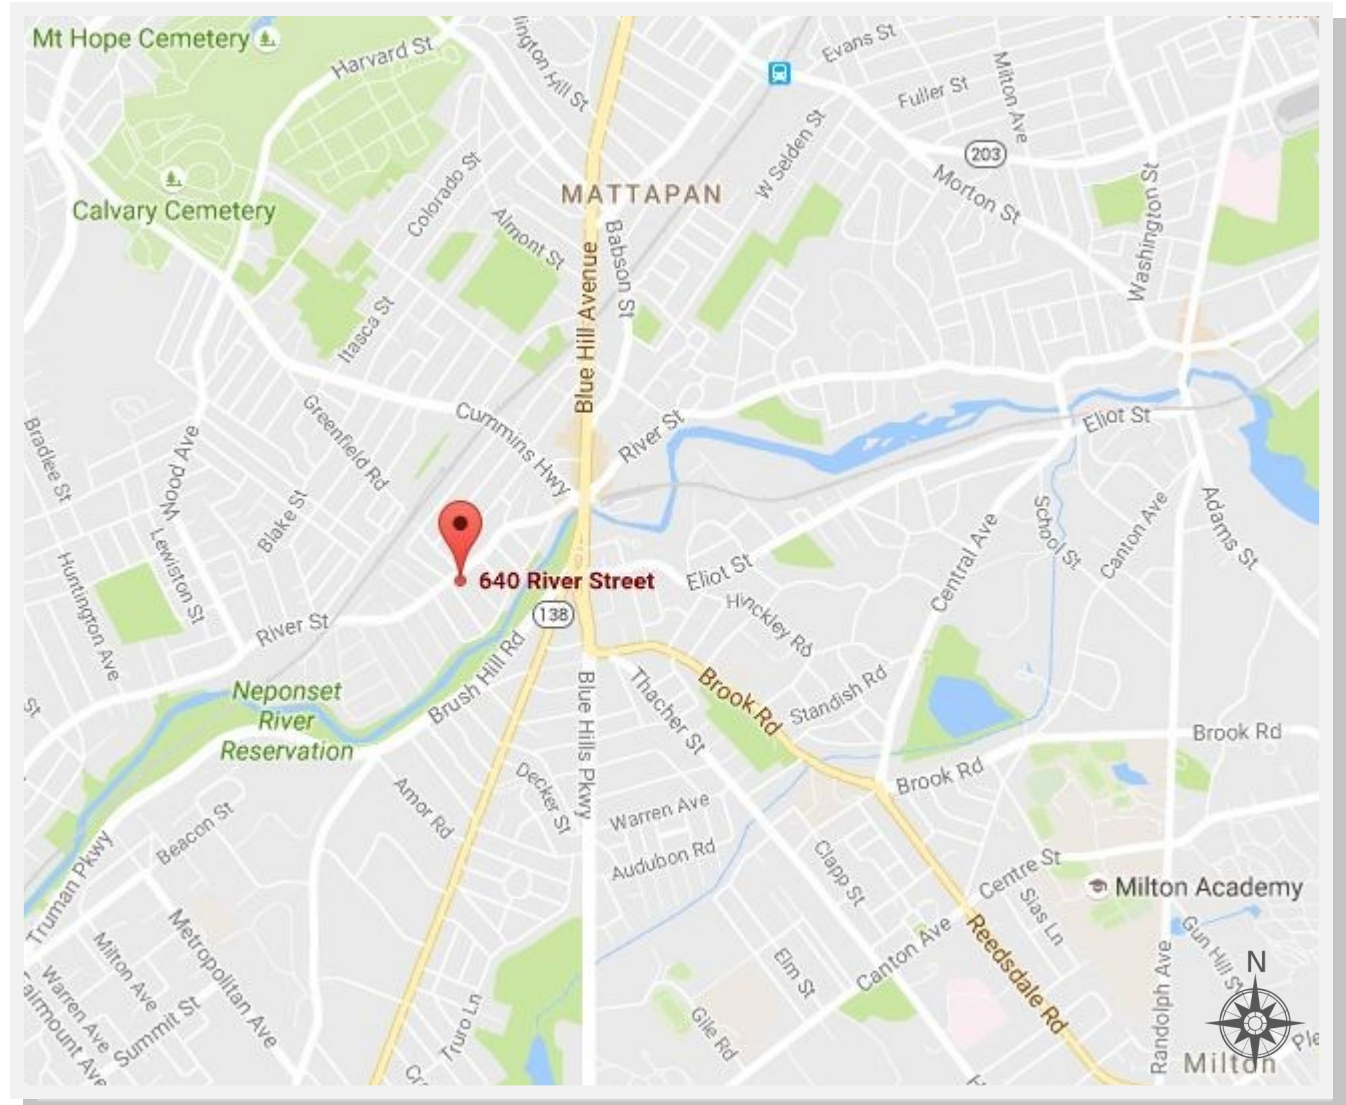 Mt Hope Cemetery
Harvard St
Evans St
Fuller St
Milton Ave
203
Calvary Cemetery
Colorado St
MATTAPAN
W Selden St
Morton St
Washington St
Almont St
Babson St
Itasca St
Blue Hill Avenue
Greenfield Rd
Cummins Hwy
River St
Eliot St
Bradlee St
Wood Ave
Blake St
Lewiston St
Huntington Ave
River St
640 River Street
138
Eliot St
Hinckley Rd
Central Ave
School St
Canton Ave
Adams St
Neponset
River
Reservation
Brush Hill Rd
Blue Hills Pkwy
Thacher St
Brook Rd
Standish Rd
Brook Rd
Brook Rd
St
Decker St
Amor Rd
Beacon St
Warren Ave
Audubon Rd
Clapp St
Centre St
Milton Academy
Slas Ln
Truman Pkwy
Metropolitan Ave
Milton Ave
Warren Ave
Summit St
Truro Ln
Elm St
Canton Ave
Gile Rd
Reedsdale Rd
Randolph Ave
Gun Hill St
N
Milton